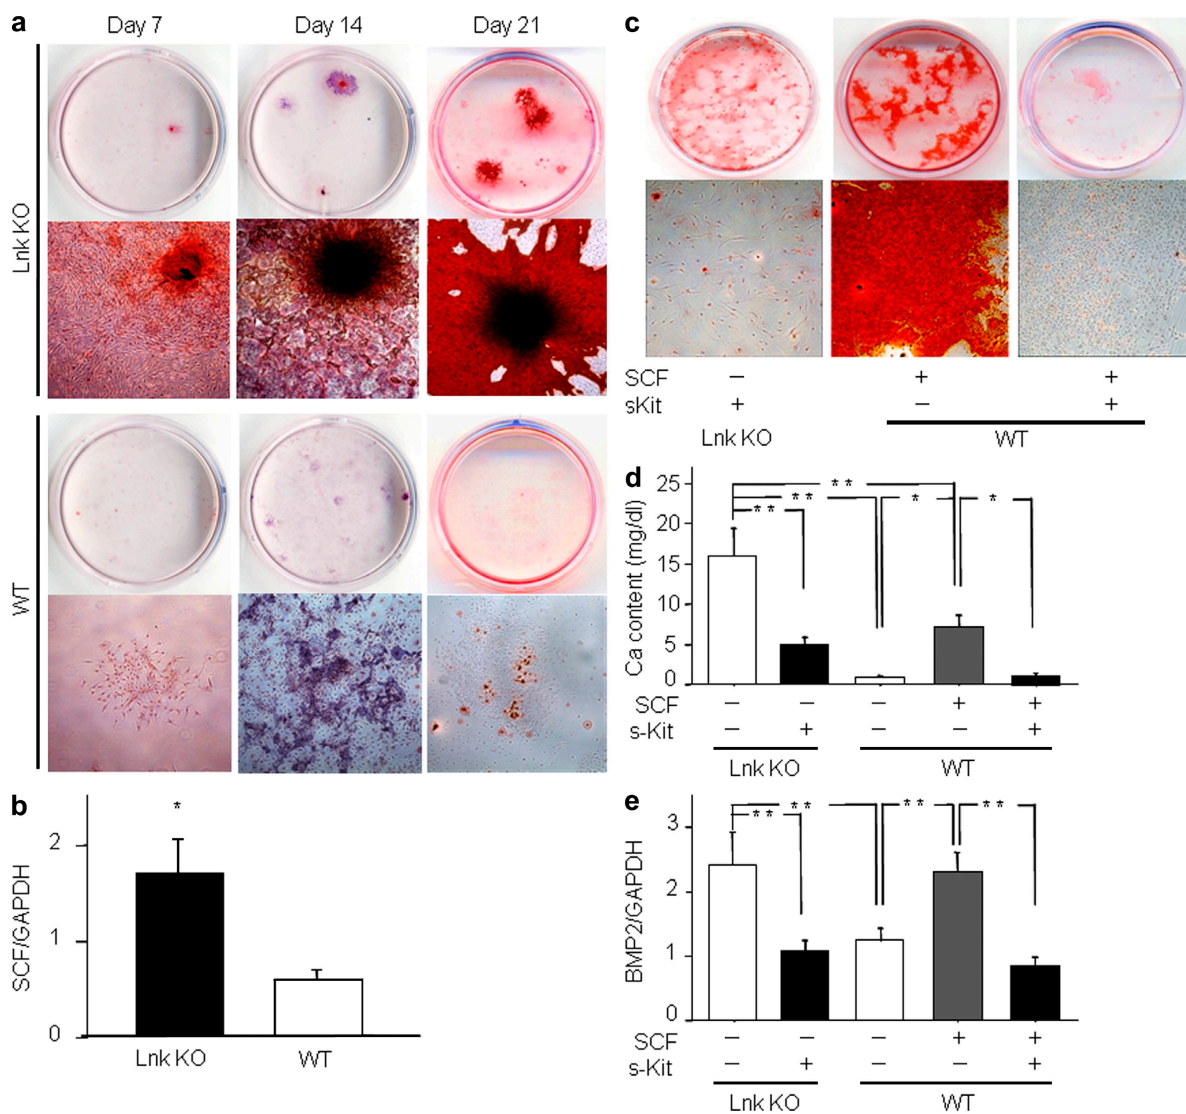 a
Day 7 Day 14 Day 21
Lnk KO
WT
b
*
2
1
0
SCF/GAPDH
Lnk KO WT
c
SCF − + +
sKit + − +
Lnk KO WT
d
25
20
15
10
5
0
Ca content (mg/dl)
**
** *  *
**
SCF − − − + +
s-Kit − + − − +
Lnk KO WT
e
3
2
1
0
BMP2/GAPDH
** ** **
**
SCF − − − + +
s-Kit − + − − +
Lnk KO WT